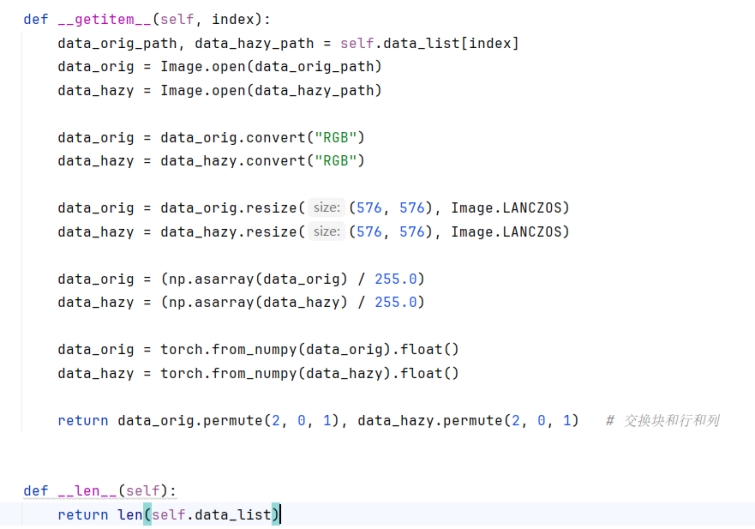 def __getitem__(self, index):
    data_orig_path, data_hazy_path = self.data_list[index]
    data_orig = Image.open(data_orig_path)
    data_hazy = Image.open(data_hazy_path)

    data_orig = data_orig.convert("RGB")
    data_hazy = data_hazy.convert("RGB")

    data_orig = data_orig.resize( size: (576, 576), Image.LANCZOS)
    data_hazy = data_hazy.resize( size: (576, 576), Image.LANCZOS)

    data_orig = (np.asarray(data_orig) / 255.0)
    data_hazy = (np.asarray(data_hazy) / 255.0)

    data_orig = torch.from_numpy(data_orig).float()
    data_hazy = torch.from_numpy(data_hazy).float()

    return data_orig.permute(2, 0, 1), data_hazy.permute(2, 0, 1)   # 交换块和行和列

def __len__(self):
    return len(self.data_list)